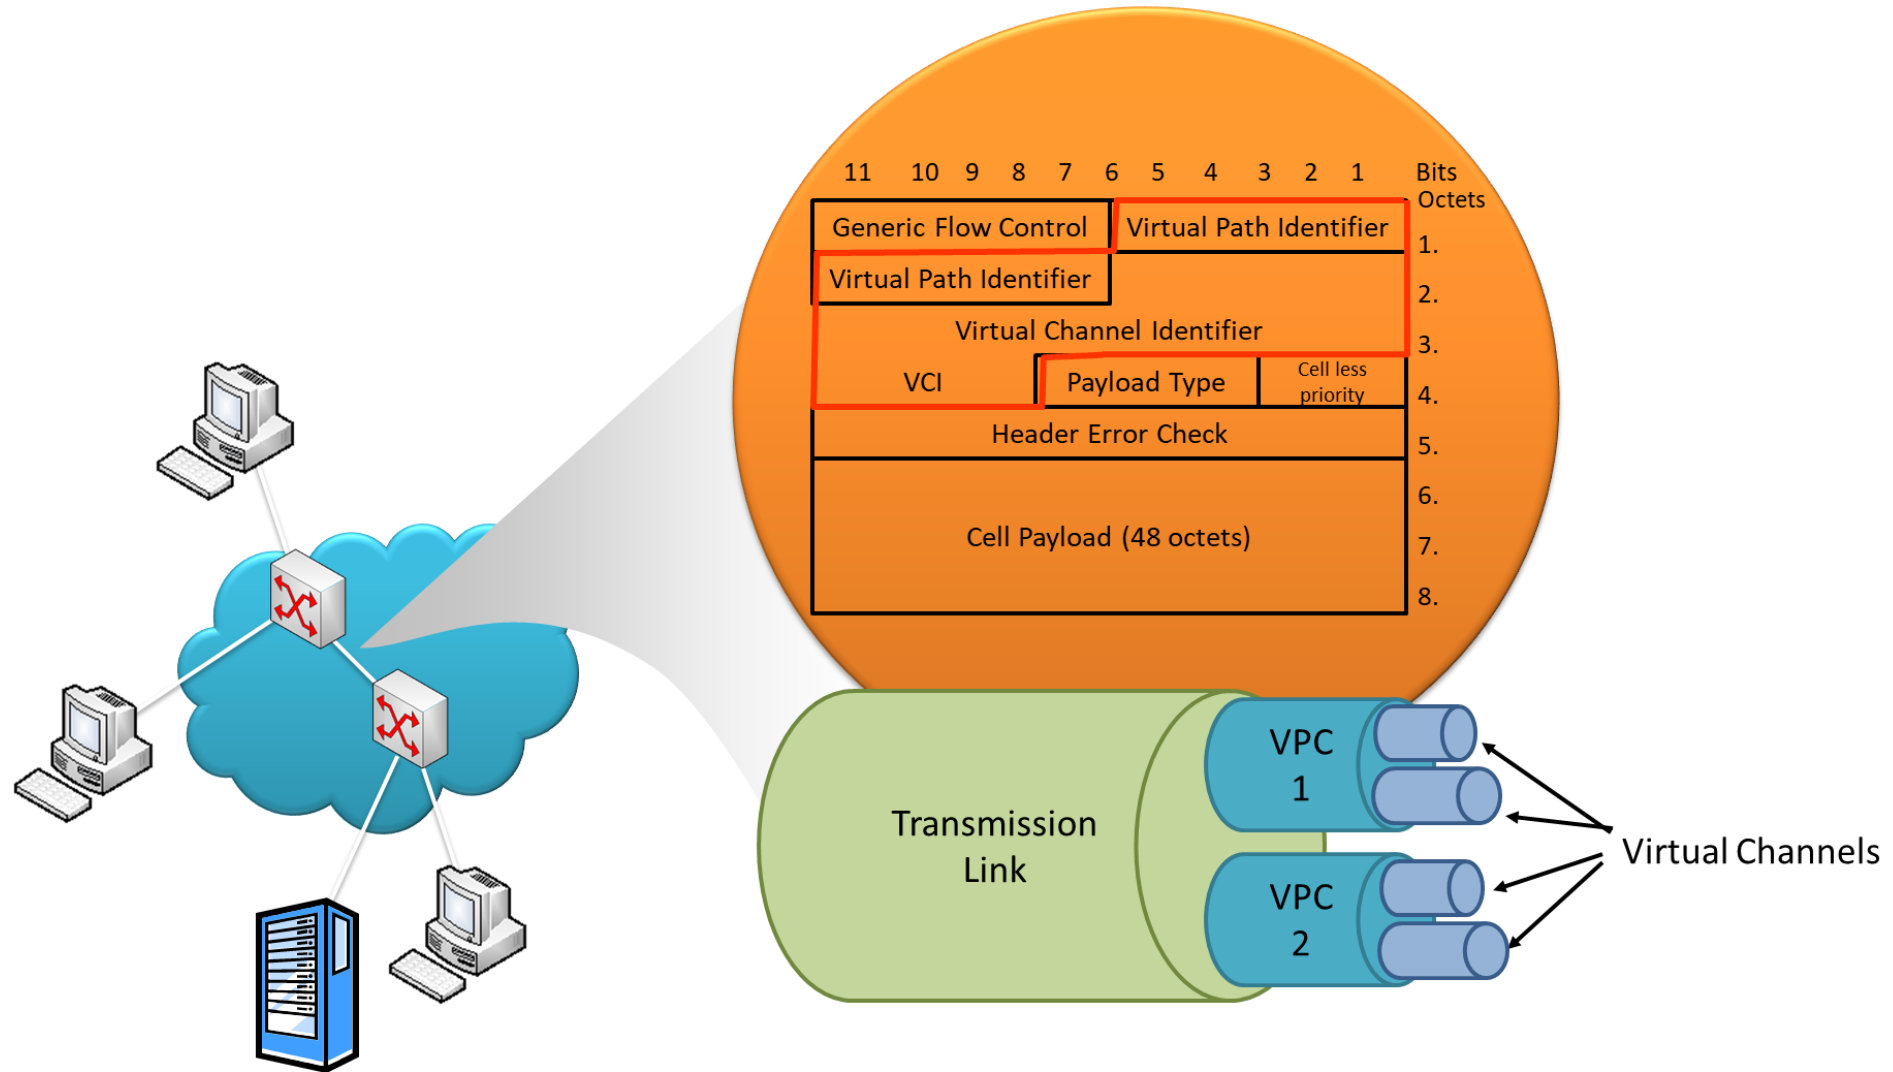 11 10 9 8 7 6 5 4 3 2 1 Bits
Octets
Generic Flow Control Virtual Path Identifier
1.
Virtual Path Identifier
2.
Virtual Channel Identifier
3.
VCI Payload Type Cell less
priority
4.
Header Error Check
5.
6.
Cell Payload (48 octets)
7.
8.
Transmission
Link
VPC
1
VPC
2
Virtual Channels